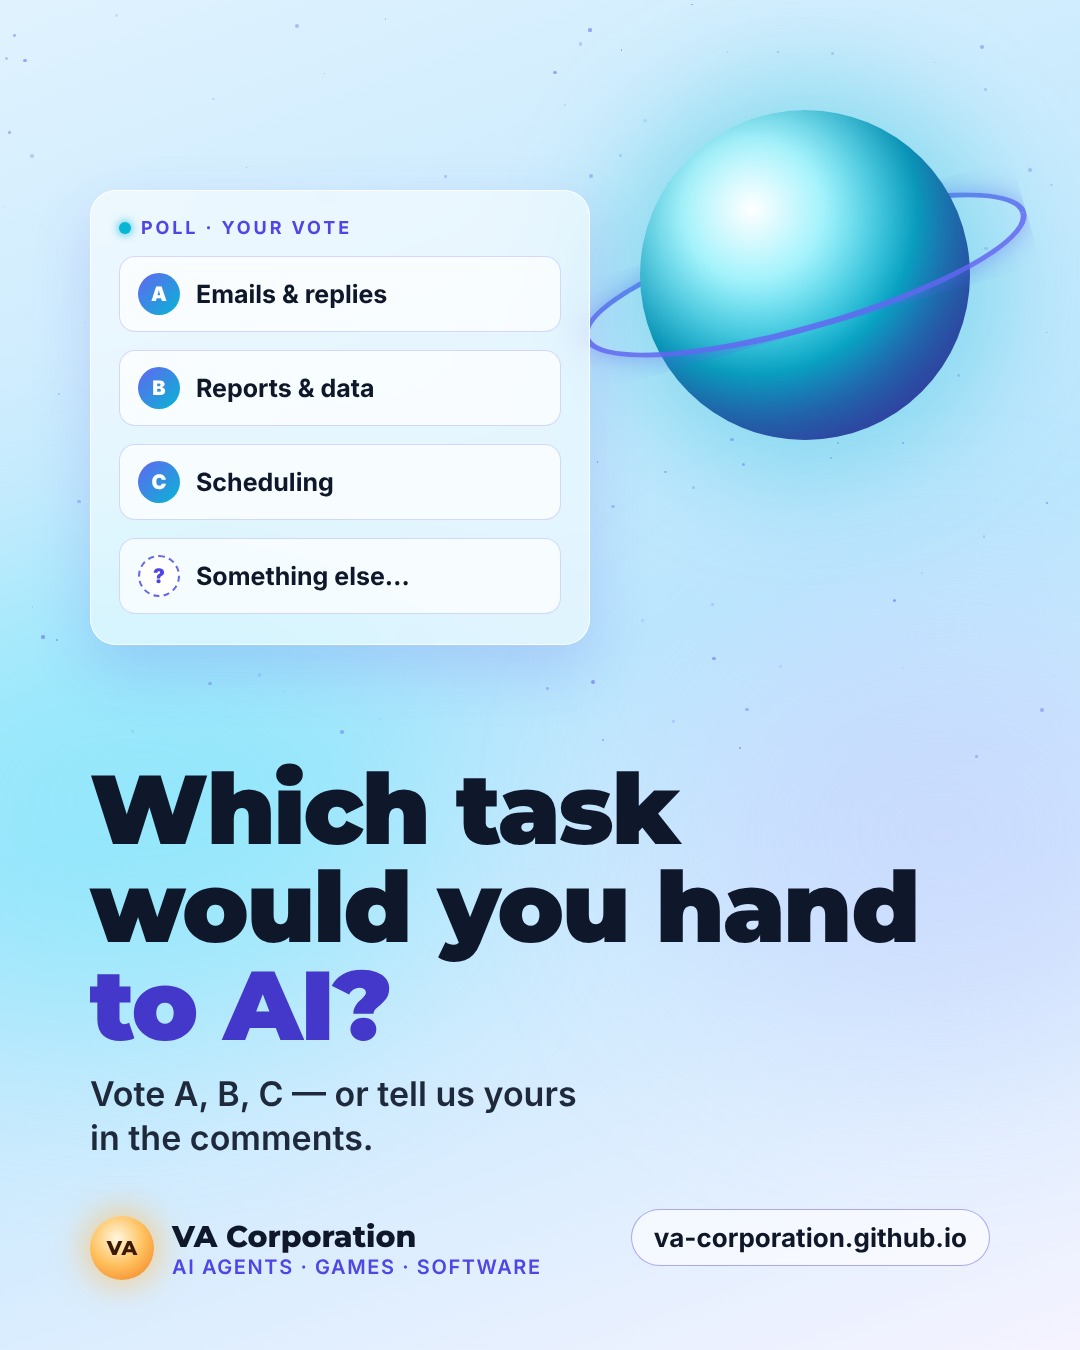 POLL · YOUR VOTE
A Emails & replies
B Reports & data
C Scheduling
? Something else...
Which task
would you hand
to AI?
Vote A, B, C — or tell us yours
in the comments.
VA
VA Corporation
AI AGENTS · GAMES · SOFTWARE
va-corporation.github.io